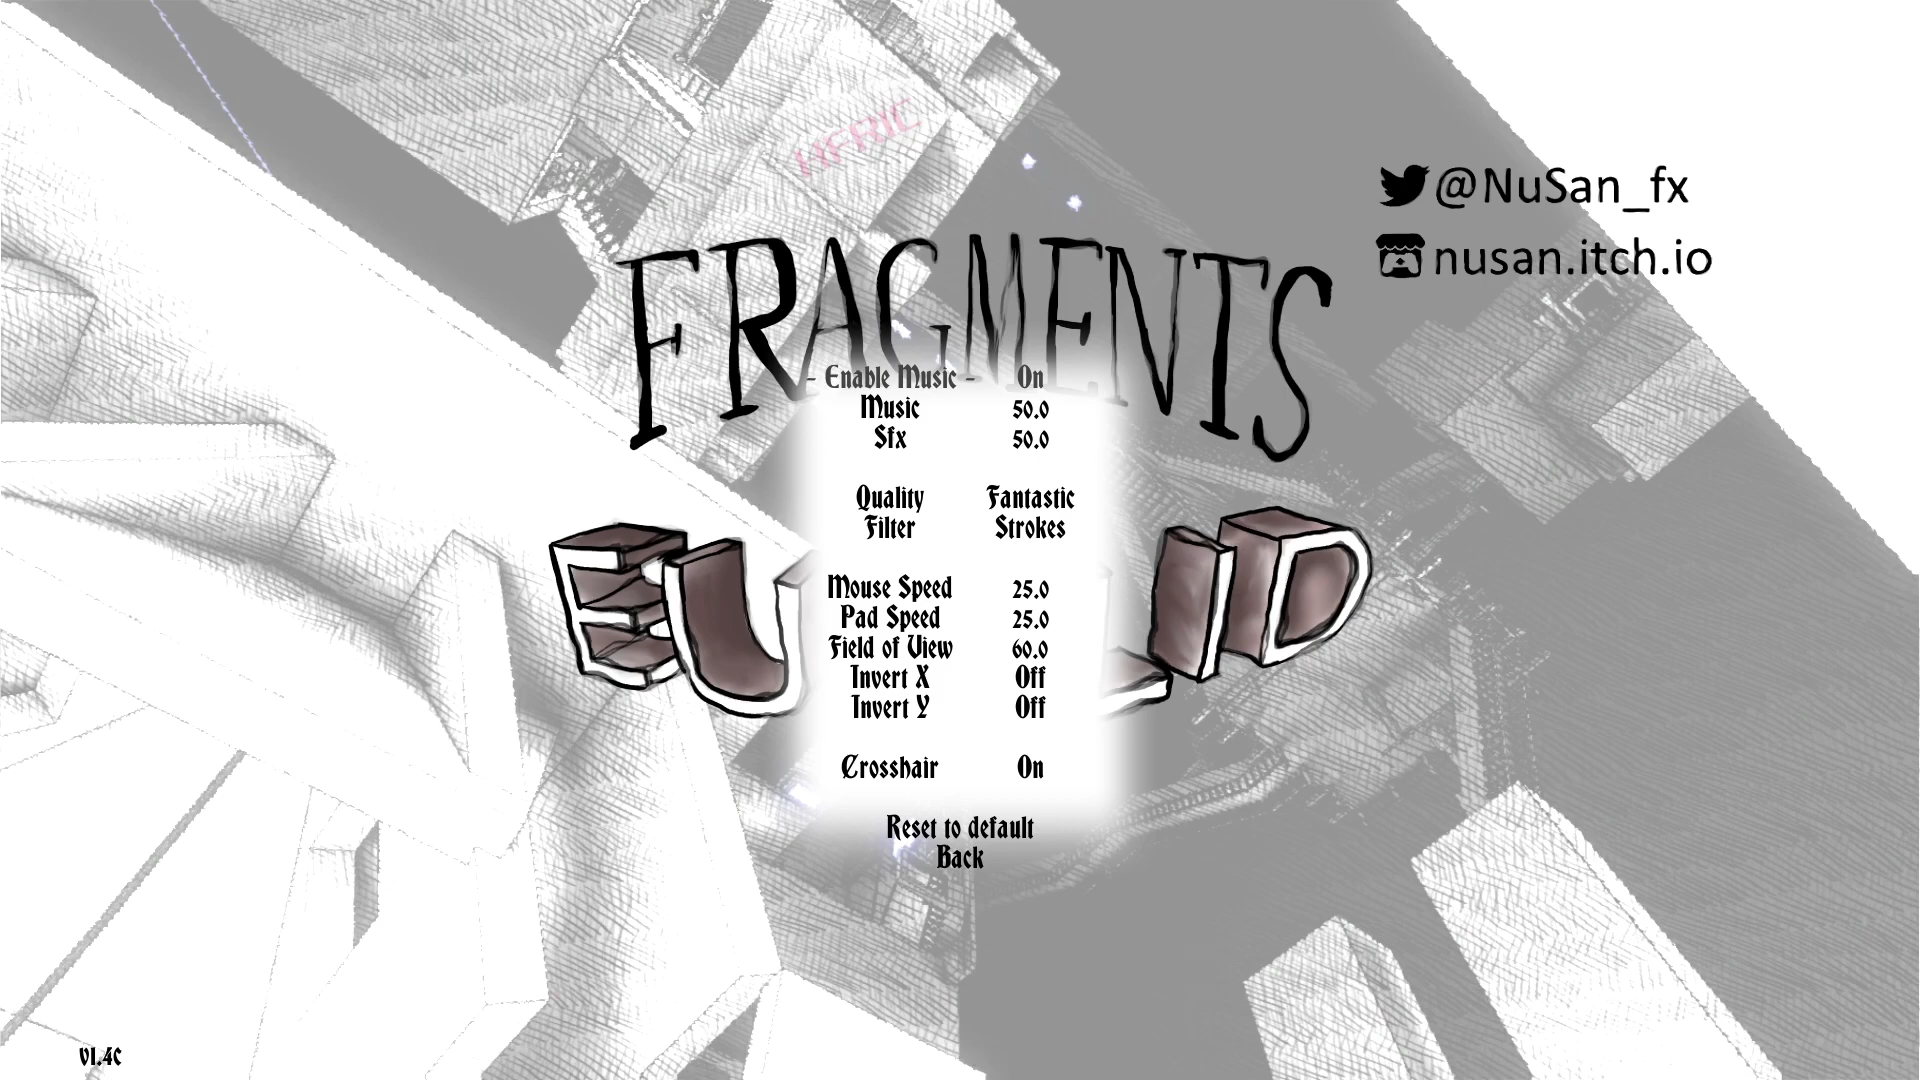 @NuSan_fx
nusan.itch.io
FRAGMENTS
- Enable Music - On
Music 50.0
Sfx 50.0
Quality Fantastic
Filter Strokes
Mouse Speed 25.0
Pad Speed 25.0
Field of View 60.0
Invert X Off
Invert Y Off
Crosshair On
Reset to default
Back
V1.4C